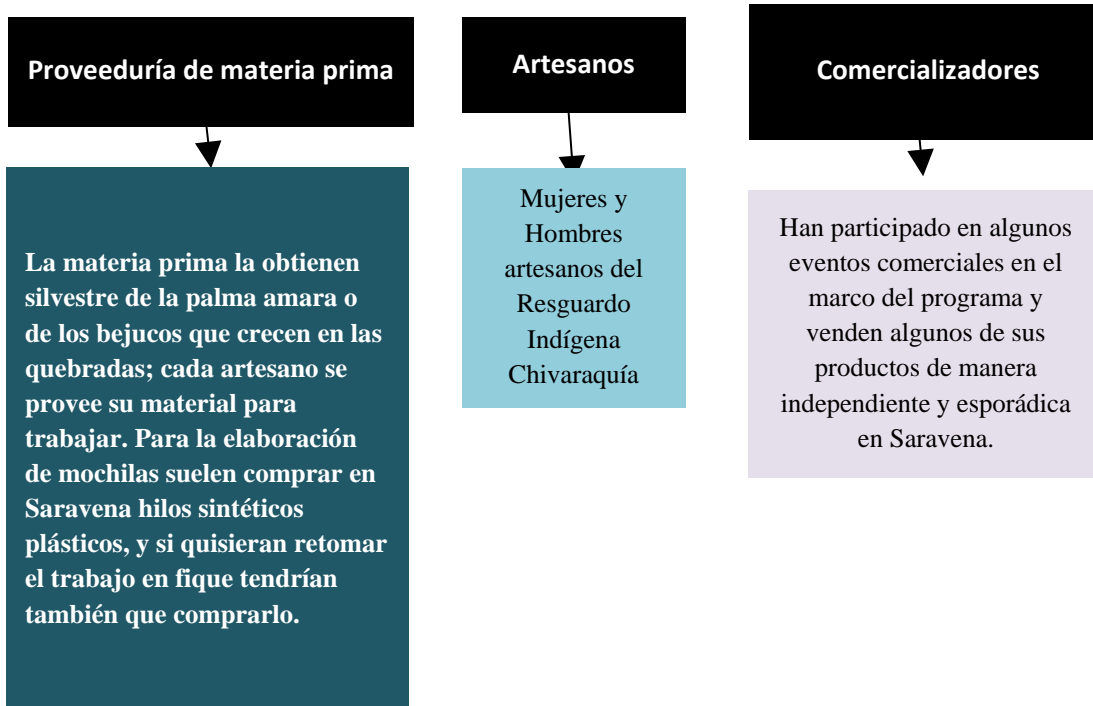 Proveeduría de materia prima
La materia prima la obtienen
silvestre de la palma amara o
de los bejucos que crecen en las
quebradas; cada artesano se
provee su material para
trabajar. Para la elaboración
de mochilas suelen comprar en
Saravena hilos sintéticos
plásticos, y si quisieran retomar
el trabajo en fique tendrían
también que comprarlo.
Artesanos
Mujeres y
Hombres
artesanos del
Resguardo
Indígena
Chivaraquía
Comercializadores
Han participado en algunos
eventos comerciales en el
marco del programa y
venden algunos de sus
productos de manera
independiente y esporádica
en Saravena.